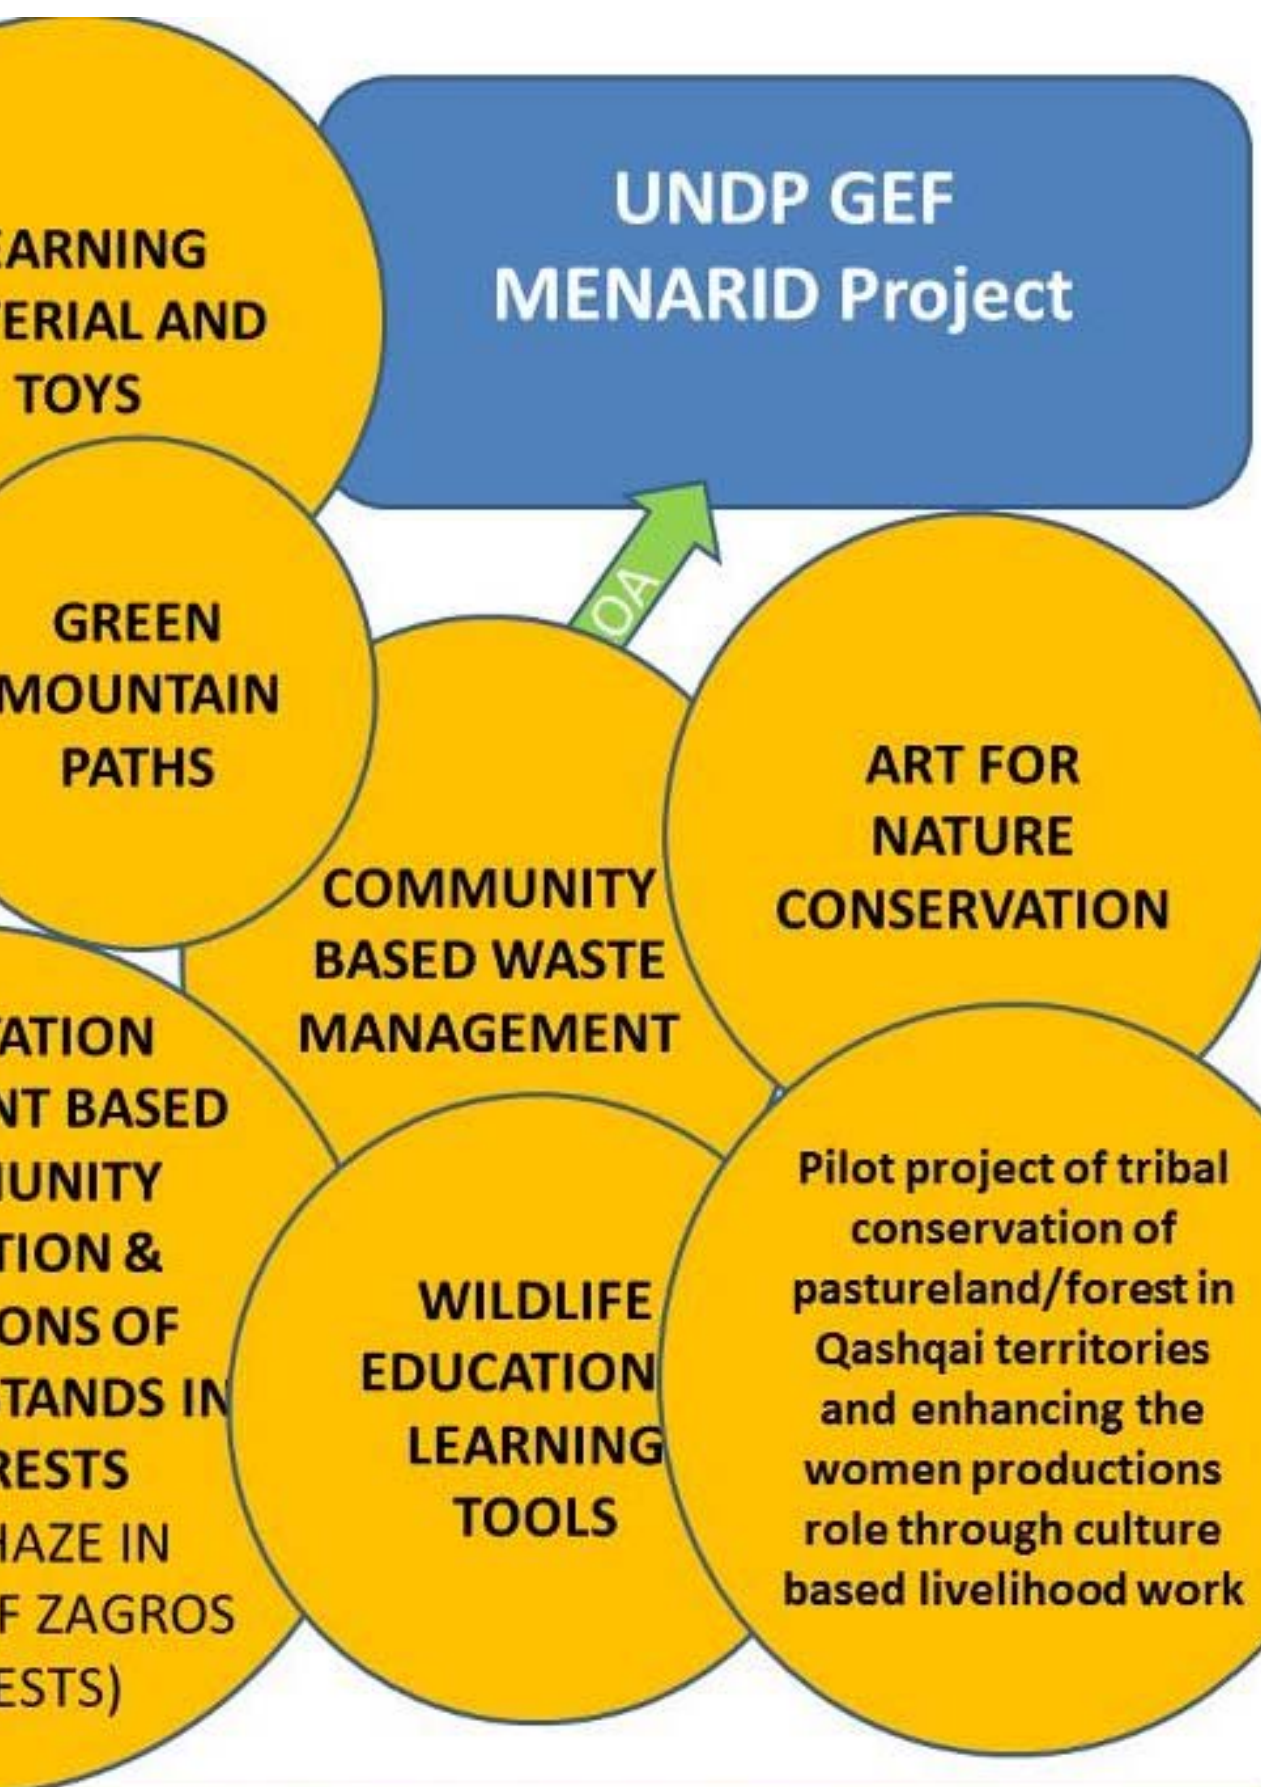 UNDP GEF
MENARID Project
EARNING
ERIAL AND
TOYS
OA
GREEN
MOUNTAIN
PATHS
ART FOR
NATURE
CONSERVATION
COMMUNITY
BASED WASTE
MANAGEMENT
ATION
NT BASED
UNITY
TION &
ONS OF
TANDS IN
RESTS
HAZE IN
F ZAGROS
ESTS)
WILDLIFE
EDUCATION
LEARNING
TOOLS
Pilot project of tribal
conservation of
pastureland/forest in
Qashqai territories
and enhancing the
women productions
role through culture
based livelihood work